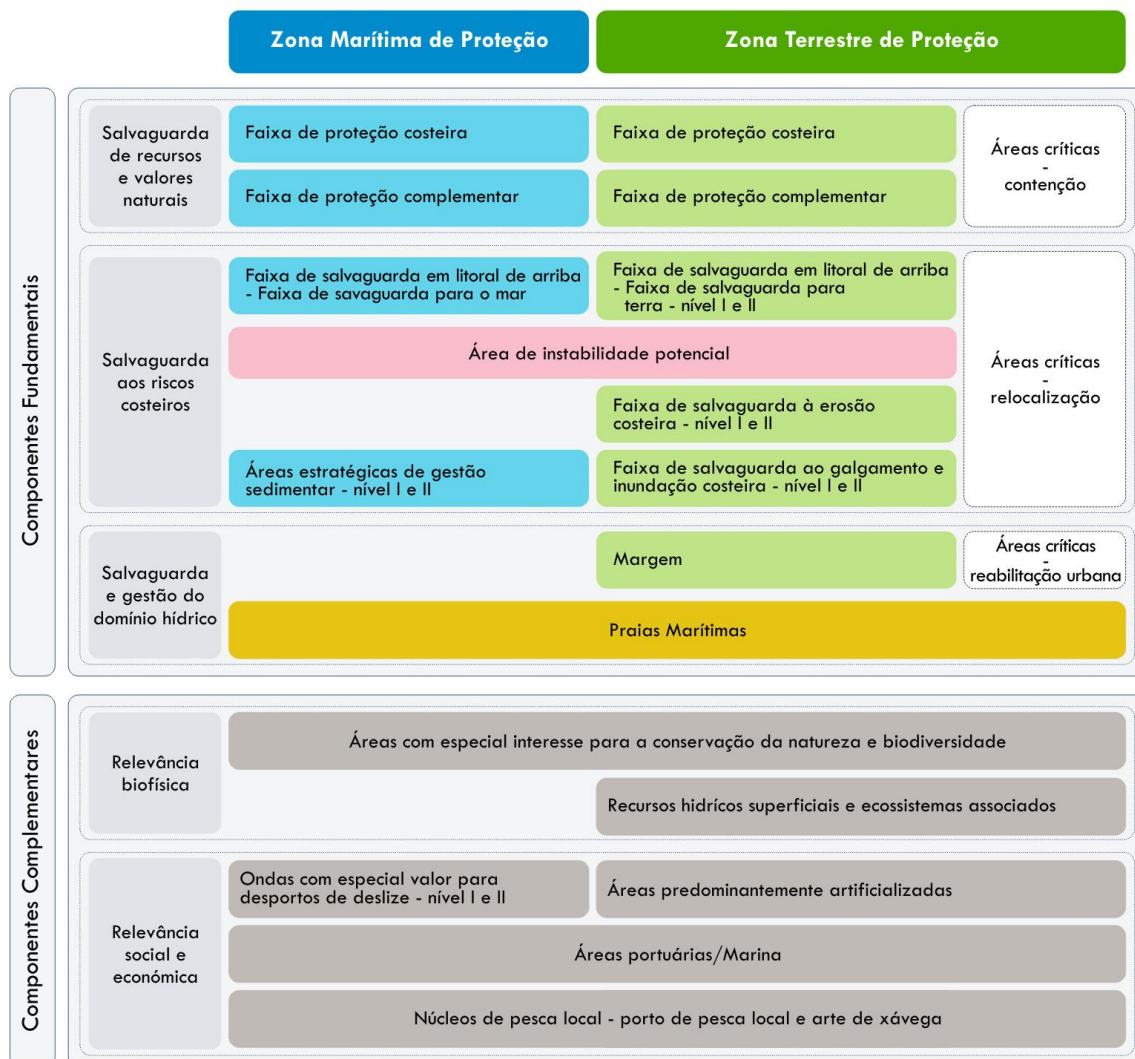 Zona Marítima de Proteção
Zona Terrestre de Proteção
Componentes Fundamentais
Salvaguarda
de recursos
e valores
naturais
Faixa de proteção costeira
Faixa de proteção costeira
Faixa de proteção complementar
Faixa de proteção complementar
Áreas críticas
-
contenção
Salvaguarda
aos riscos
costeiros
Faixa de salvaguarda em litoral de arriba
- Faixa de savaguarda para o mar
Faixa de salvaguarda em litoral de arriba
- Faixa de salvaguarda para
terra - nível I e II
Área de instabilidade potencial
Faixa de salvaguarda à erosão
costeira - nível I e II
Áreas estratégicas de gestão
sedimentar - nível I e II
Faixa de salvaguarda ao galgamento e
inundação costeira - nível I e II
Áreas críticas
-
relocalização
Salvaguarda
e gestão do
domínio hídrico
Margem
Áreas críticas
-
reabilitação urbana
Praias Marítimas
Componentes Complementares
Relevância
biofísica
Áreas com especial interesse para a conservação da natureza e biodiversidade
Recursos hidrícos superficiais e ecossistemas associados
Relevância
social e
económica
Ondas com especial valor para
desportos de deslize - nível I e II
Áreas predominantemente artificializadas
Áreas portuárias/Marina
Núcleos de pesca local - porto de pesca local e arte de xávega